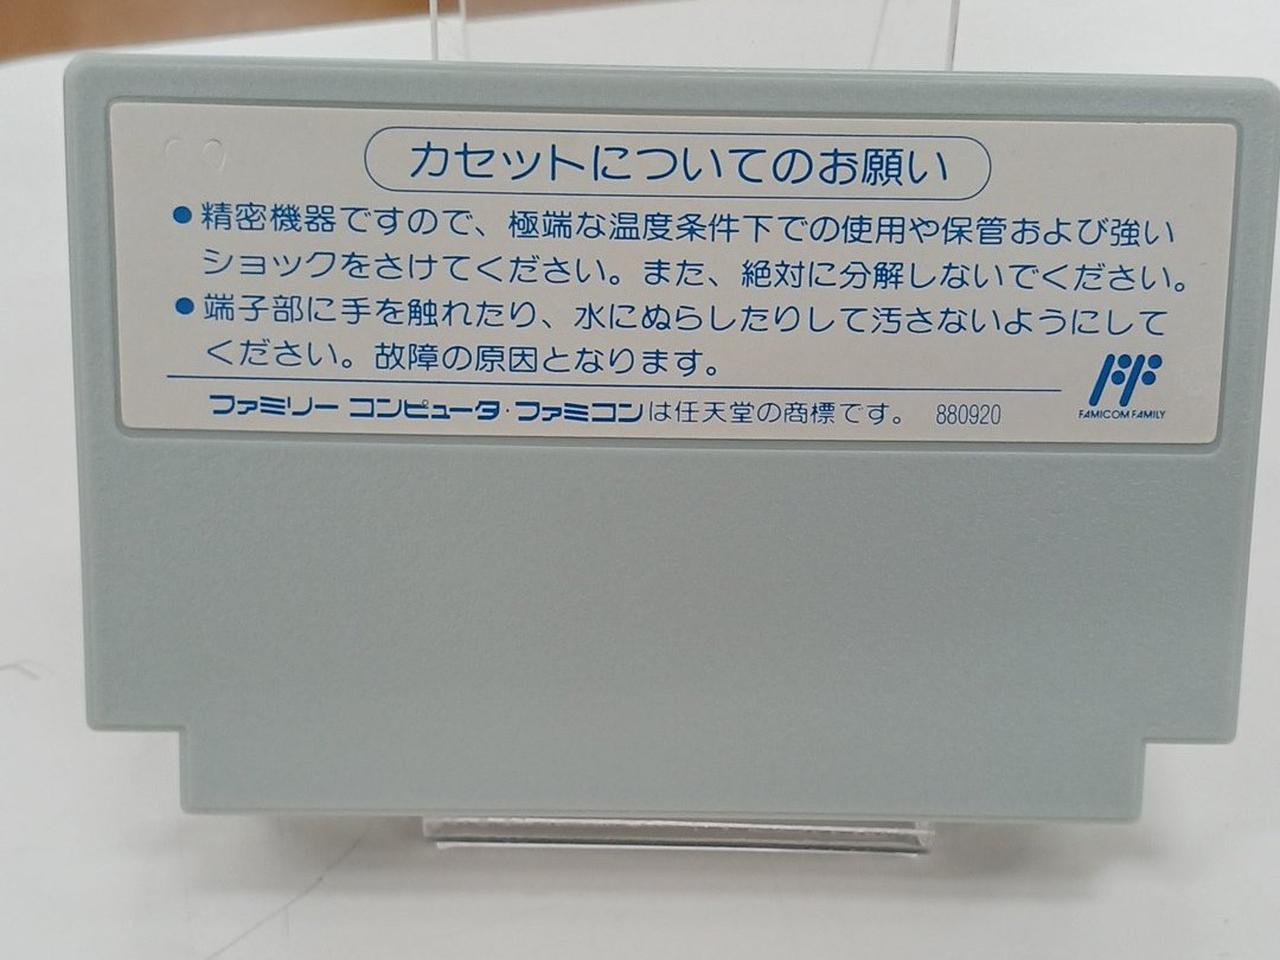 カセットについてのお願い
●精密機器ですので、極端な温度条件下での使用や保管および強い
ショックをさけてください。また、絶対に分解しないでください。
●端子部に手を触れたり、水にぬらしたりして汚さないようにして
ください。故障の原因となります。
ファミリーコンピュータ・ファミコンは任天堂の商標です。 880920
FAMICOM FAMILY